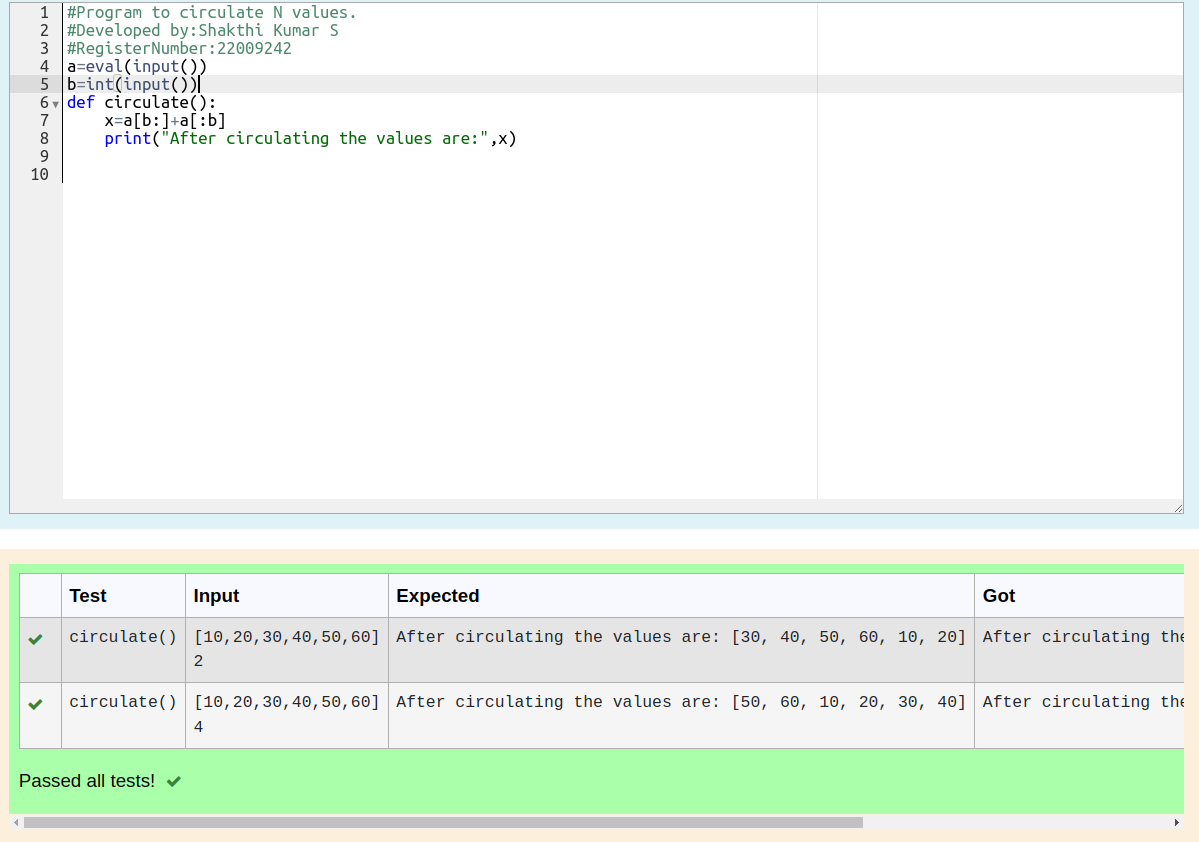 1 #Program to circulate N values.
2 #Developed by:Shakthi Kumar S
3 #RegisterNumber:22009242
4 a=eval(input())
5 b=int(input())
6 def circulate():
7     x=a[b:]+a[:b]
8     print("After circulating the values are:",x)
9
10
Test Input Expected Got
circulate() [10,20,30,40,50,60] After circulating the values are: [30, 40, 50, 60, 10, 20] After circulating the
2
circulate() [10,20,30,40,50,60] After circulating the values are: [50, 60, 10, 20, 30, 40] After circulating the
4
Passed all tests!